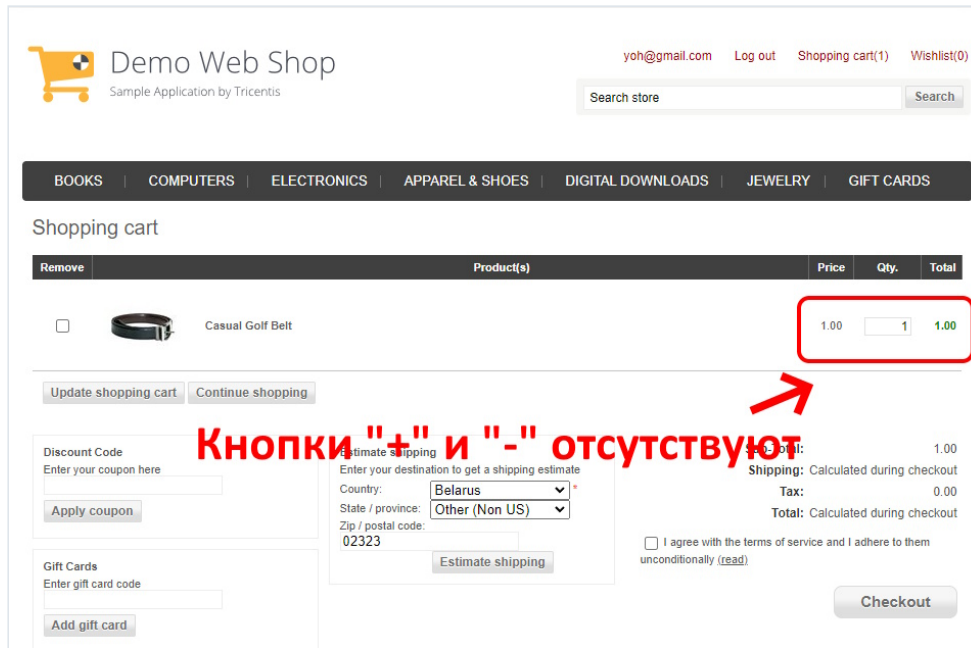 Demo Web Shop
Sample Application by Tricentis
yoh@gmail.com Log out Shopping cart(1) Wishlist(0)
Search store Search
BOOKS COMPUTERS ELECTRONICS APPAREL & SHOES DIGITAL DOWNLOADS JEWELRY GIFT CARDS
Shopping cart
Remove Product(s) Price Qty. Total
Casual Golf Belt 1.00 1 1.00
Update shopping cart Continue shopping
Кнопки "+" и "-" отсутствуют
Discount Code
Enter your coupon here
Apply coupon
Gift Cards
Enter gift card code
Add gift card
Estimate shipping
Enter your destination to get a shipping estimate
Country: Belarus *
State / province: Other (Non US)
Zip / postal code:
02323
Estimate shipping
Sub-Total: 1.00
Shipping: Calculated during checkout
Tax: 0.00
Total: Calculated during checkout
I agree with the terms of service and I adhere to them
unconditionally (read)
Checkout